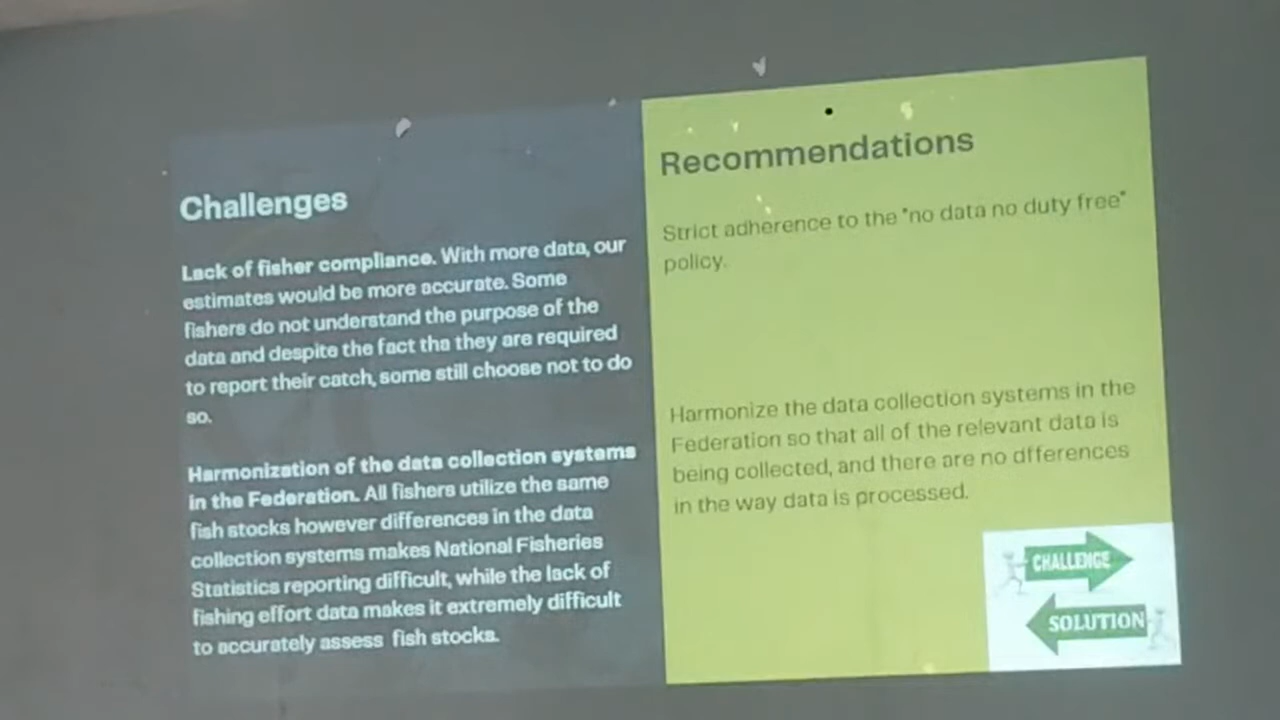 Challenges
Lack of fisher compliance. With more data, our
estimates would be more accurate. Some
fishers do not understand the purpose of the
data and despite the fact tha they are required
to report their catch, some still choose not to do
so.
Harmonization of the data collection systems
in the Federation. All fishers utilize the same
fish stocks however differences in the data
collection systems makes National Fisheries
Statistics reporting difficult, while the lack of
fishing effort data makes it extremely difficult
to accurately assess fish stocks.
Recommendations
Strict adherence to the "no data no duty free"
policy.
Harmonize the data collection systems in the
Federation so that all of the relevant data is
being collected, and there are no dfferences
in the way data is processed.
CHALLENGE
SOLUTION